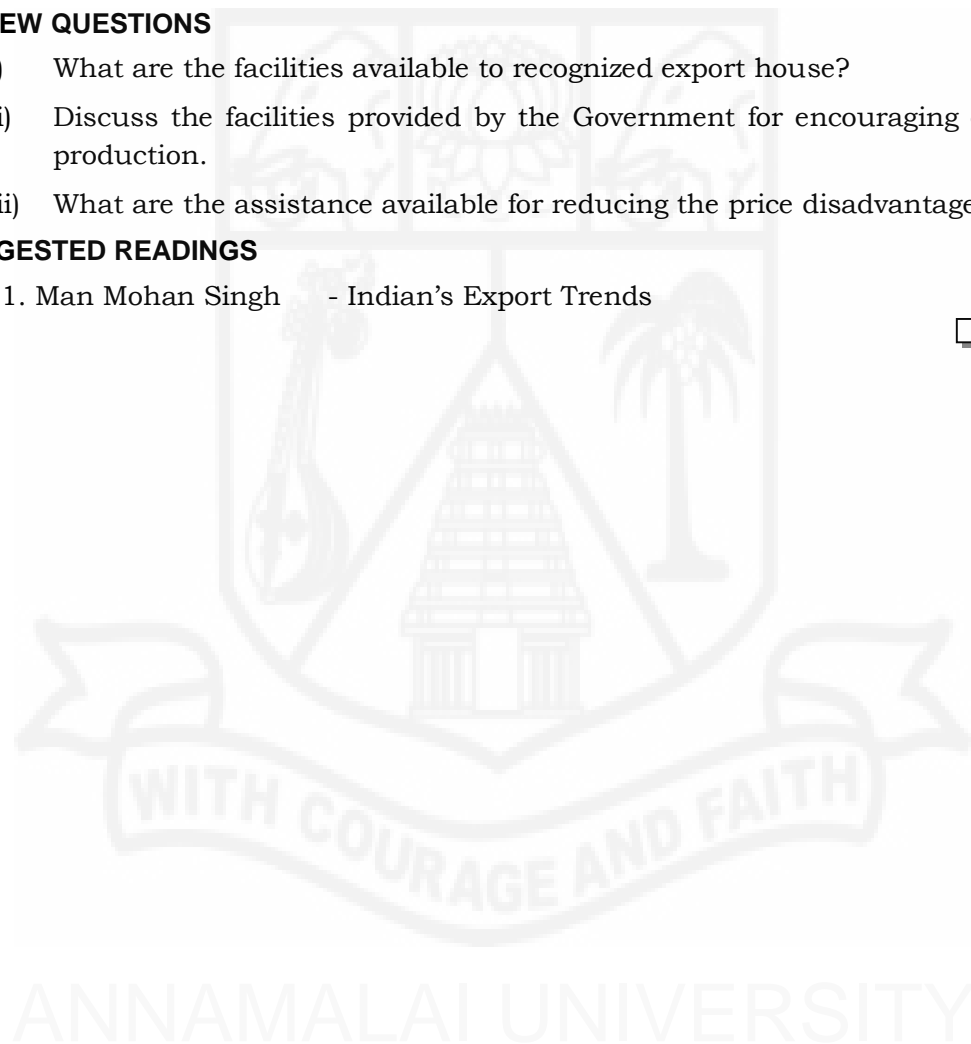 EW QUESTIONS
) What are the facilities available to recognized export house?
i) Discuss the facilities provided by the Government for encouraging
production.
ii) What are the assistance available for reducing the price disadvantage
GESTED READINGS
1. Man Mohan Singh - Indian's Export Trends
WITH COURAGE AND FAITH
ANNAMALAI UNIVERSITY